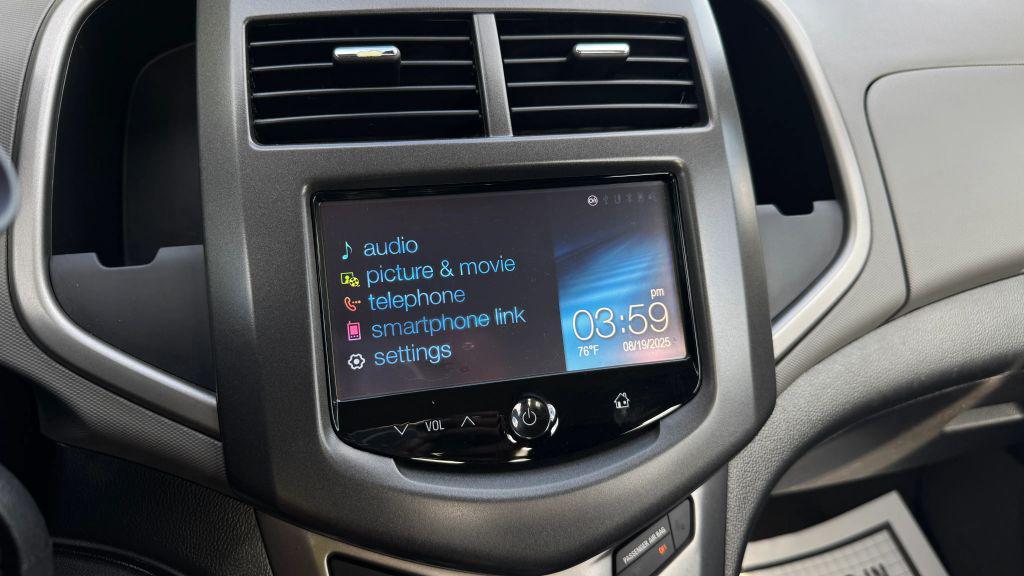 audio
picture & movie
telephone
smartphone link
settings
pm
03:59
76°F 08/19/2025
VOL
PASSENGER AIR BAG